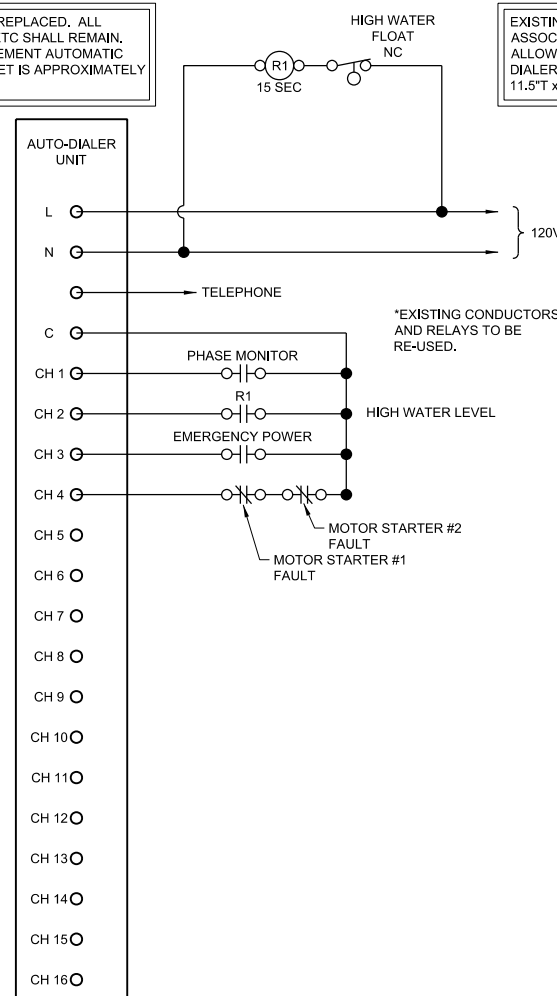 REPLACED. ALL
ETC SHALL REMAIN.
EMENT AUTOMATIC
ET IS APPROXIMATELY
HIGH WATER
FLOAT
NC
R1
15 SEC
EXISTIN
ASSOC
ALLOW
DIALER
11.5"T x
AUTO-DIALER
UNIT
L
N
120V
TELEPHONE
*EXISTING CONDUCTORS
AND RELAYS TO BE
RE-USED.
C
CH 1
PHASE MONITOR
CH 2
R1
HIGH WATER LEVEL
CH 3
EMERGENCY POWER
CH 4
MOTOR STARTER #2
FAULT
MOTOR STARTER #1
FAULT
CH 5
CH 6
CH 7
CH 8
CH 9
CH 10
CH 11
CH 12
CH 13
CH 14
CH 15
CH 16